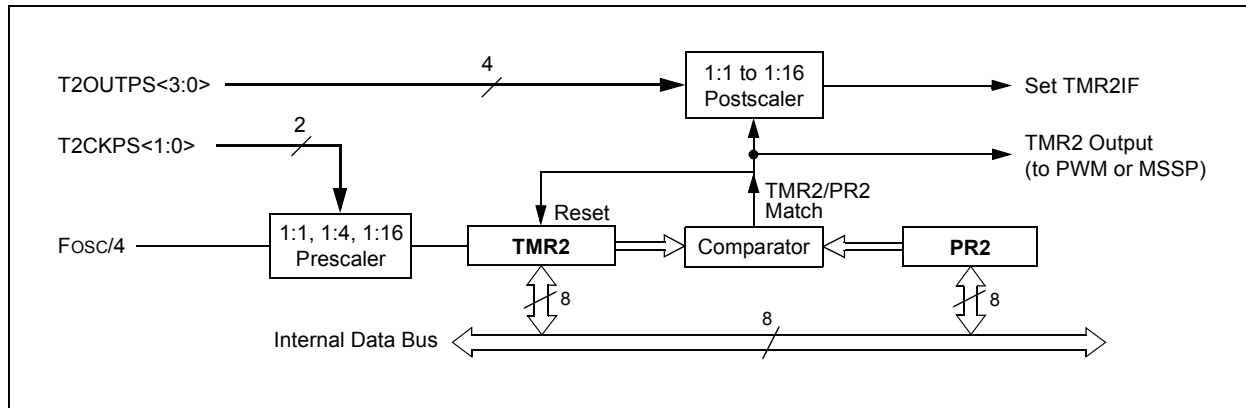 T2OUTPS<3:0>
4
1:1 to 1:16
Postscaler
Set TMR2IF
T2CKPS<1:0>
2
TMR2 Output
(to PWM or MSSP)
TMR2/PR2
Match
Reset
FOSC/4
1:1, 1:4, 1:16
Prescaler
TMR2
Comparator
PR2
8
8
Internal Data Bus
8